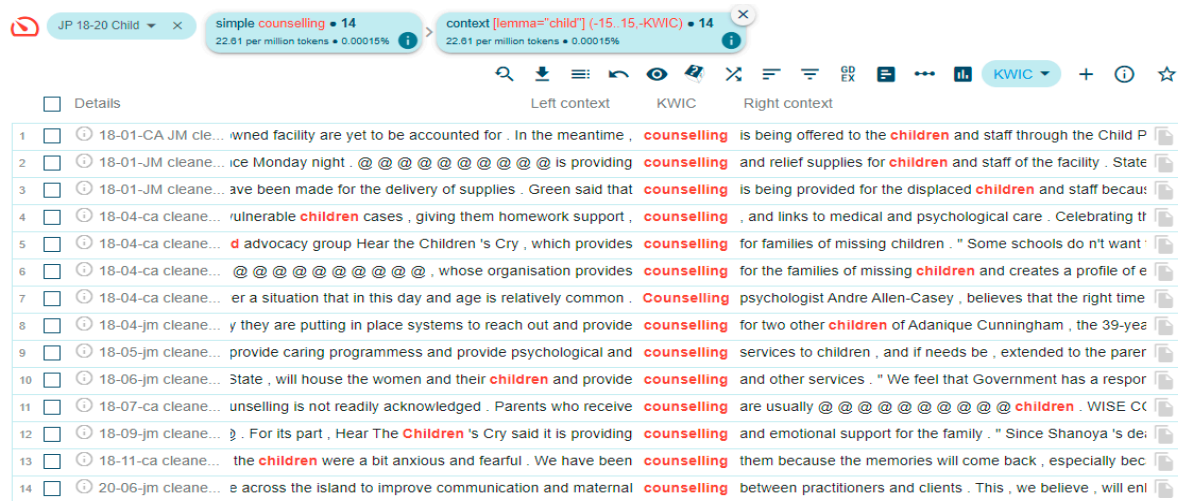 JP 18-20 Child
simple counselling • 14
22.61 per million tokens • 0.00015%
context [lemma="child"] (-15..15,-KWIC) • 14
22.61 per million tokens • 0.00015%
GD EX
KWIC
Details Left context KWIC Right context
1 18-01-CA JM cle... wned facility are yet to be accounted for . In the meantime , counselling is being offered to the children and staff through the Child P
2 18-01-JM cleane... ice Monday night . @ @ @ @ @ @ @ @ @ @ is providing counselling and relief supplies for children and staff of the facility . State
3 18-01-JM cleane... ave been made for the delivery of supplies . Green said that counselling is being provided for the displaced children and staff becaus
4 18-04-ca cleane... vulnerable children cases , giving them homework support , counselling , and links to medical and psychological care . Celebrating th
5 18-04-ca cleane... d advocacy group Hear the Children 's Cry , which provides counselling for families of missing children . " Some schools do n't want
6 18-04-ca cleane... @ @ @ @ @ @ @ @ @ @ , whose organisation provides counselling for the families of missing children and creates a profile of e
7 18-04-ca cleane... er a situation that in this day and age is relatively common . Counselling psychologist Andre Allen-Casey , believes that the right time
8 18-04-jm cleane... y they are putting in place systems to reach out and provide counselling for two other children of Adanique Cunningham , the 39-yea
9 18-05-jm cleane... provide caring programmess and provide psychological and counselling services to children , and if needs be , extended to the parer
10 18-06-jm cleane... State , will house the women and their children and provide counselling and other services . " We feel that Government has a respor
11 18-07-ca cleane... unselling is not readily acknowledged . Parents who receive counselling are usually @ @ @ @ @ @ @ @ @ @ children . WISE CO
12 18-09-jm cleane... . For its part , Hear The Children 's Cry said it is providing counselling and emotional support for the family . " Since Shanoya 's dea
13 18-11-ca cleane... the children were a bit anxious and fearful . We have been counselling them because the memories will come back , especially bec
14 20-06-jm cleane... e across the island to improve communication and maternal counselling between practitioners and clients . This , we believe , will enl